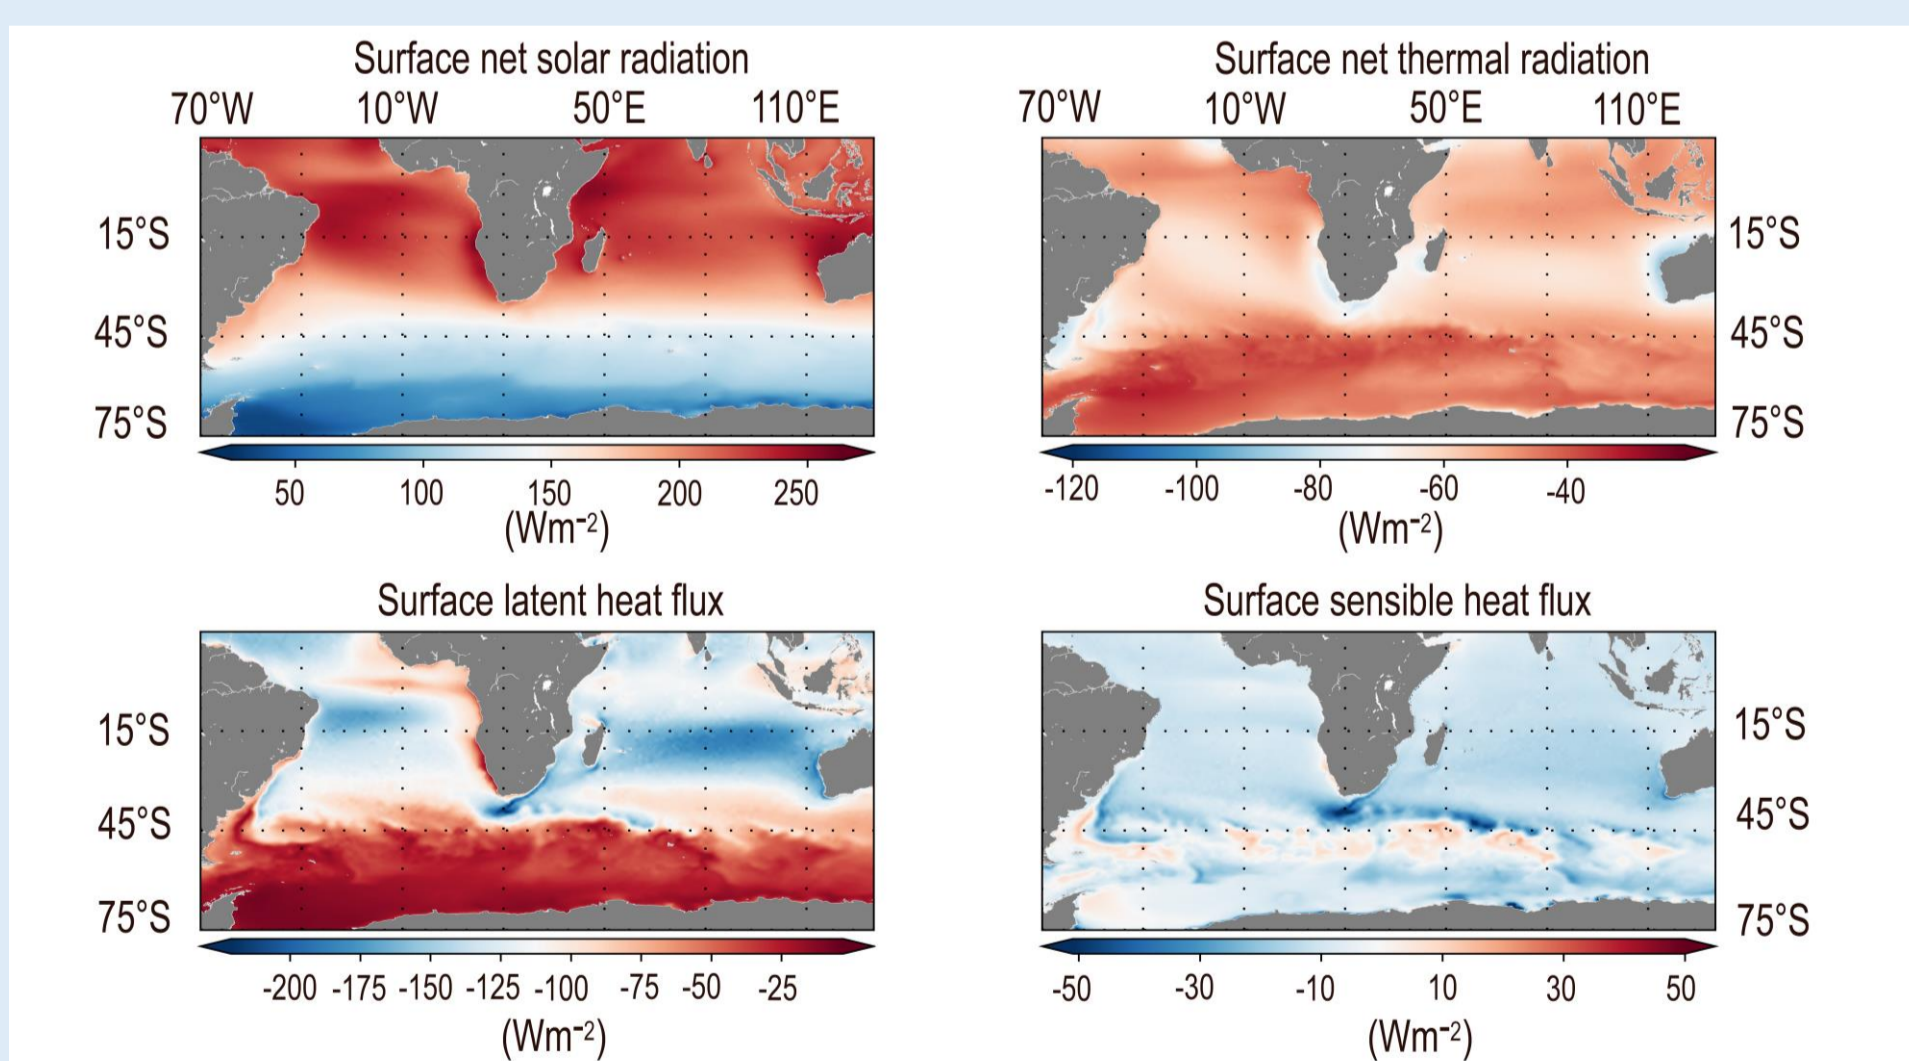 Surface net solar radiation
70°W 10°W 50°E 110°E
15°S
45°S
75°S
50 100 150 200 250
(Wm⁻²)
Surface net thermal radiation
70°W 10°W 50°E 110°E
15°S
45°S
75°S
-120 -100 -80 -60 -40
(Wm⁻²)
Surface latent heat flux
15°S
45°S
75°S
-200 -175 -150 -125 -100 -75 -50 -25
(Wm⁻²)
Surface sensible heat flux
15°S
45°S
75°S
-50 -30 -10 10 30 50
(Wm⁻²)